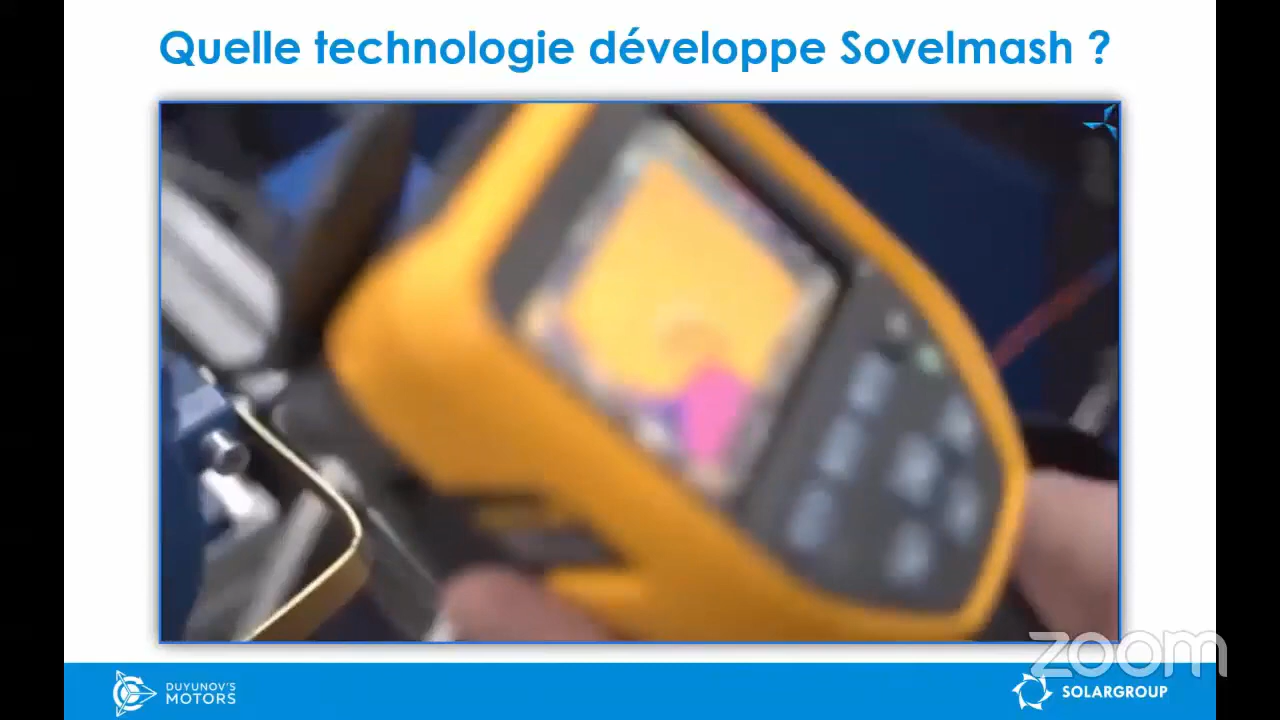 Quelle technologie développe Sovelmash ?
zoom
DUYUNOV'S
MOTORS
SOLARGROUP